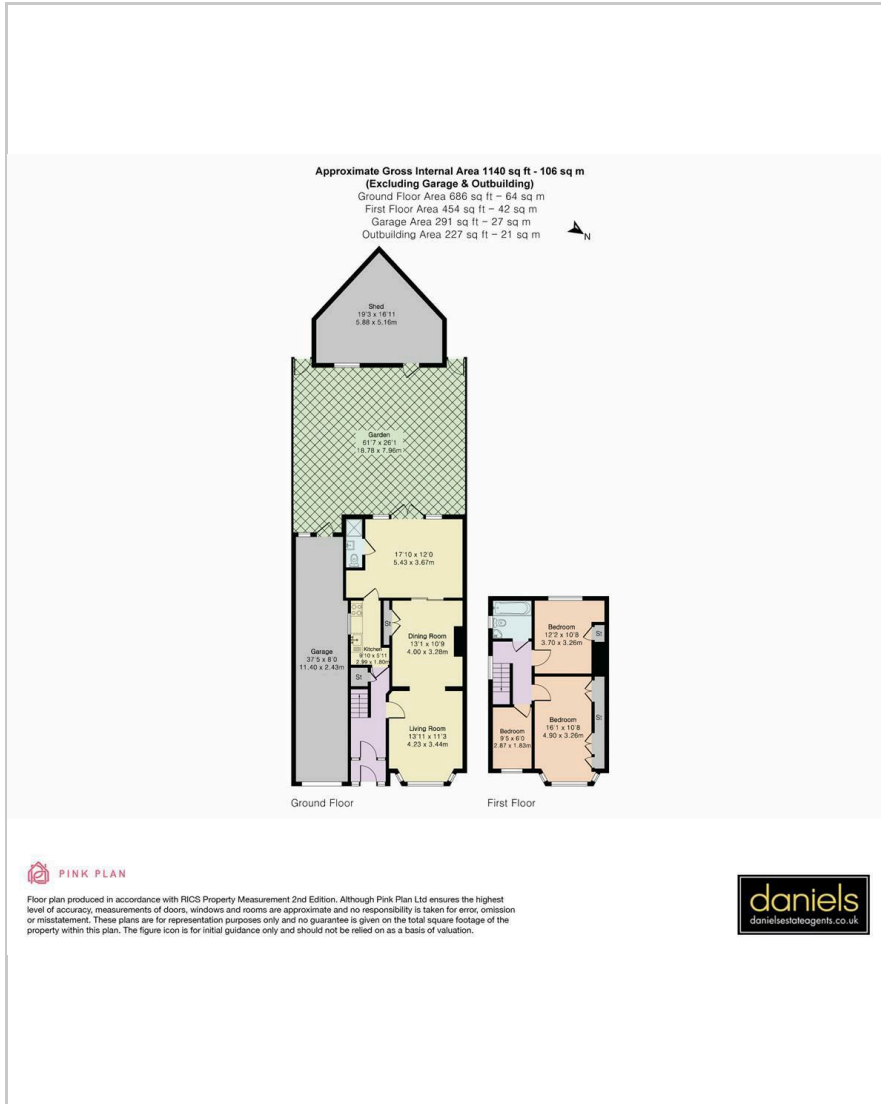 Approximate Gross Internal Area 1140 sq ft - 106 sq m
(Excluding Garage & Outbuilding)
Ground Floor Area 686 sq ft – 64 sq m
First Floor Area 454 sq ft – 42 sq m
Garage Area 291 sq ft – 27 sq m
Outbuilding Area 227 sq ft – 21 sq m
N
Shed
19'3 x 16'11
5.88 x 5.16m
Garden
61'7 x 26'1
18.78 x 7.96m
17'10 x 12'0
5.43 x 3.67m
St
Dining Room
13'1 x 10'9
4.00 x 3.28m
Kitchen
9'10 x 5'11
2.99 x 1.80m
St
Garage
37'5 x 8'0
11.40 x 2.43m
Living Room
13'11 x 11'3
4.23 x 3.44m
Ground Floor
Bedroom
12'2 x 10'8
3.70 x 3.26m
St
Bedroom
16'1 x 10'8
4.90 x 3.26m
St
Bedroom
9'5 x 6'0
2.87 x 1.83m
First Floor
PINK PLAN
Floor plan produced in accordance with RICS Property Measurement 2nd Edition. Although Pink Plan Ltd ensures the highest
level of accuracy, measurements of doors, windows and rooms are approximate and no responsibility is taken for error, omission
or misstatement. These plans are for representation purposes only and no guarantee is given on the total square footage of the
property within this plan. The figure icon is for initial guidance only and should not be relied on as a basis of valuation.
daniels
danielsestateagents.co.uk